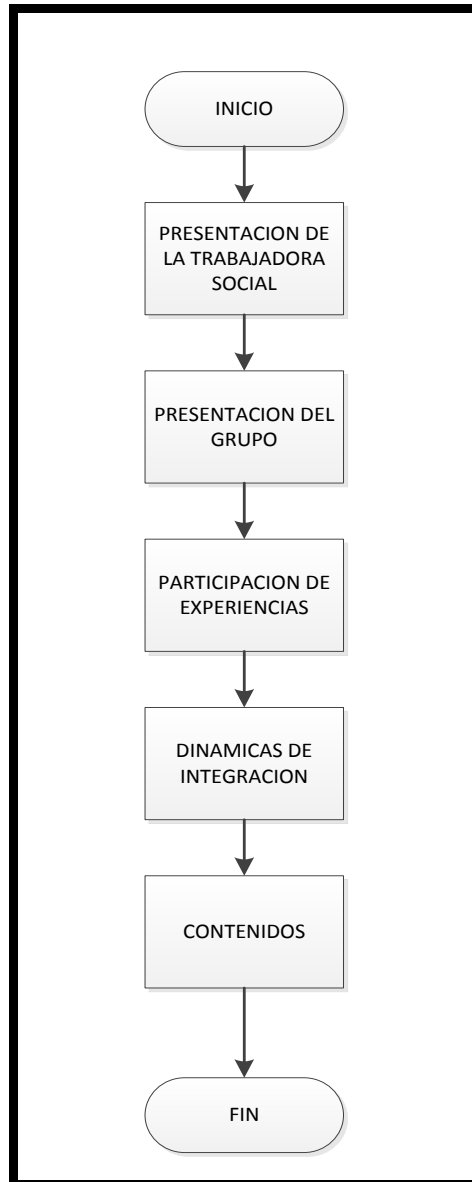 INICIO
PRESENTACION DE
LA TRABAJADORA
SOCIAL
PRESENTACION DEL
GRUPO
PARTICIPACION DE
EXPERIENCIAS
DINAMICAS DE
INTEGRACION
CONTENIDOS
FIN